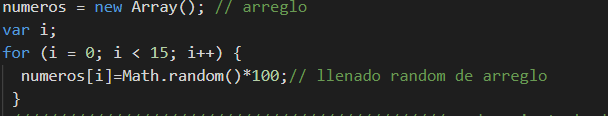 numeros = new Array(); // arreglo
var i;
for (i = 0; i < 15; i++) {
numeros[i]=Math.random()*100;// llenado random de arreglo
}